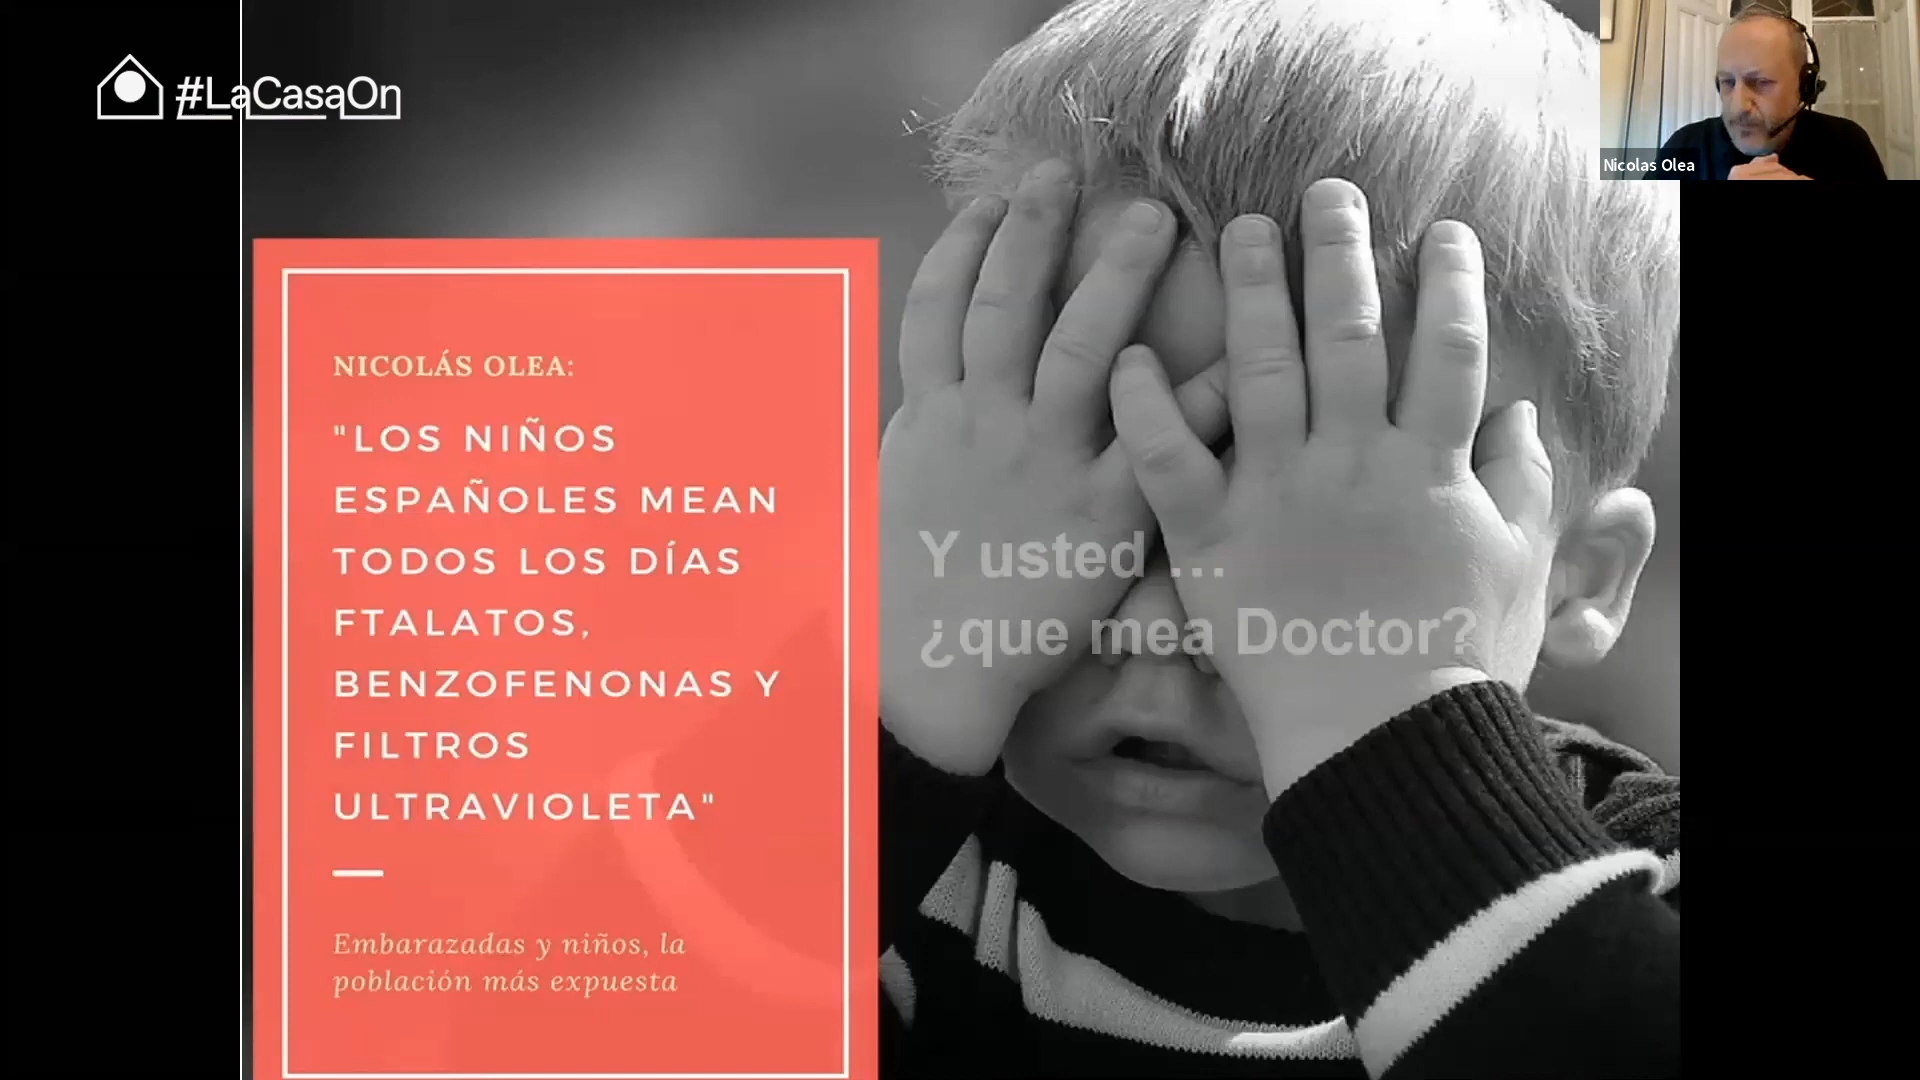 #LaCasaOn
Nicolas Olea
NICOLÁS OLEA:
"LOS NIÑOS
ESPAÑOLES MEAN
TODOS LOS DÍAS
FTALATOS,
BENZOFENONAS Y
FILTROS
ULTRAVIOLETA"
Embarazadas y niños, la
población más expuesta
Y usted ...
¿que mea Doctor?